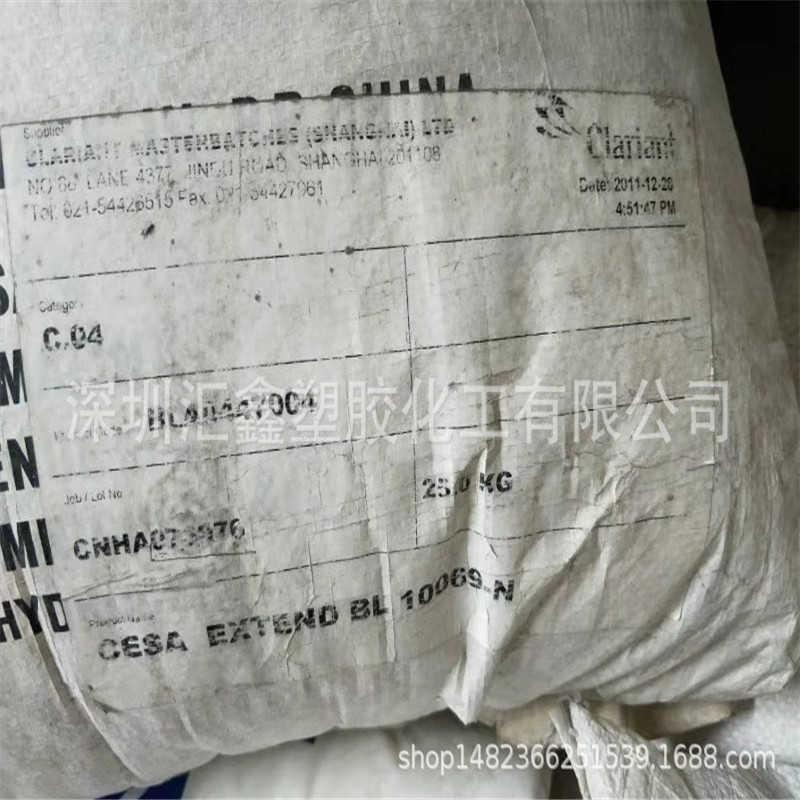 CHINA
Supplier
CLARIANT MASTERBATCHES (SHANGHAI) LTD
Clariant
NO 88 LANE 4377, JINDU ROAD, SHANGHAI 201108
Tel: 021-54426515 Fax: 021 54427961
Date: 2011-12-20
4:51:47 PM
Category
C.04
深圳汇鑫塑胶化工有限公司
Job / Lot No
25.0 KG
EN
MI
HYD
Product Name
CESA EXTEND BL 10069.N
shop1482366251539.1688.com